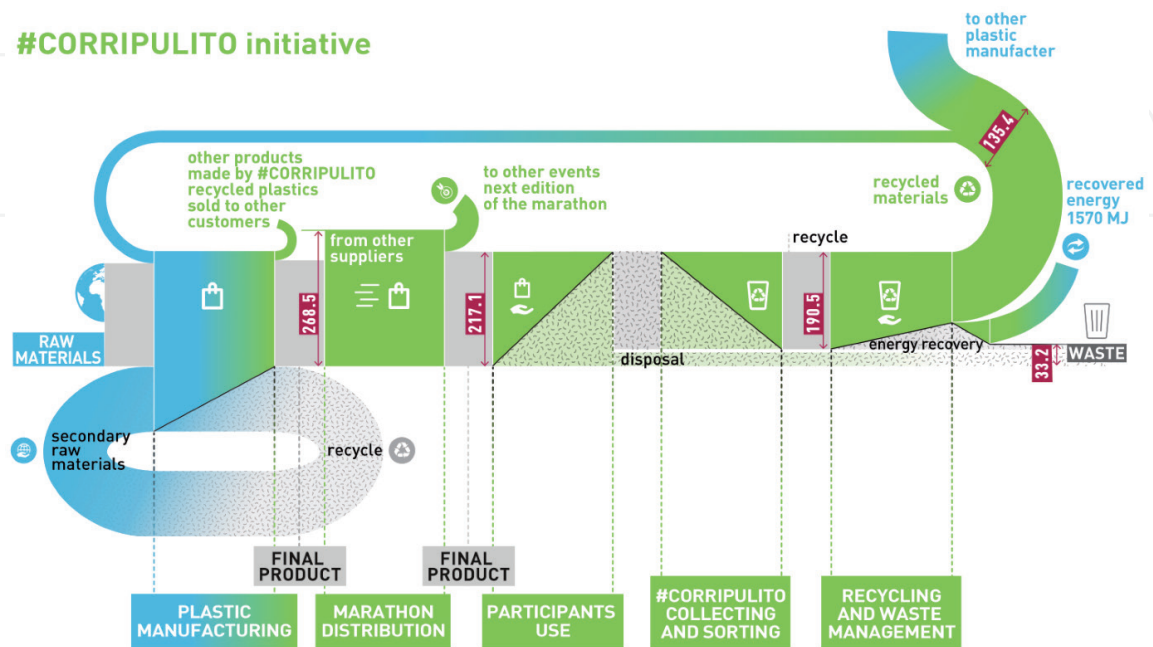 #CORRIPULITO initiative
to other
plastic
manufacter
135.4
other products
made by #CORRIPULITO
recycled plastics
sold to other
customers
to other events
next edition
of the marathon
recycled
materials
recovered
energy
1570 MJ
from other
suppliers
recycle
268.5
217.1
190.5
RAW
MATERIALS
disposal
energy recovery
33.2
WASTE
secondary
raw
materials
recycle
FINAL
PRODUCT
FINAL
PRODUCT
PLASTIC
MANUFACTURING
MARATHON
DISTRIBUTION
PARTICIPANTS
USE
#CORRIPULITO
COLLECTING
AND SORTING
RECYCLING
AND WASTE
MANAGEMENT